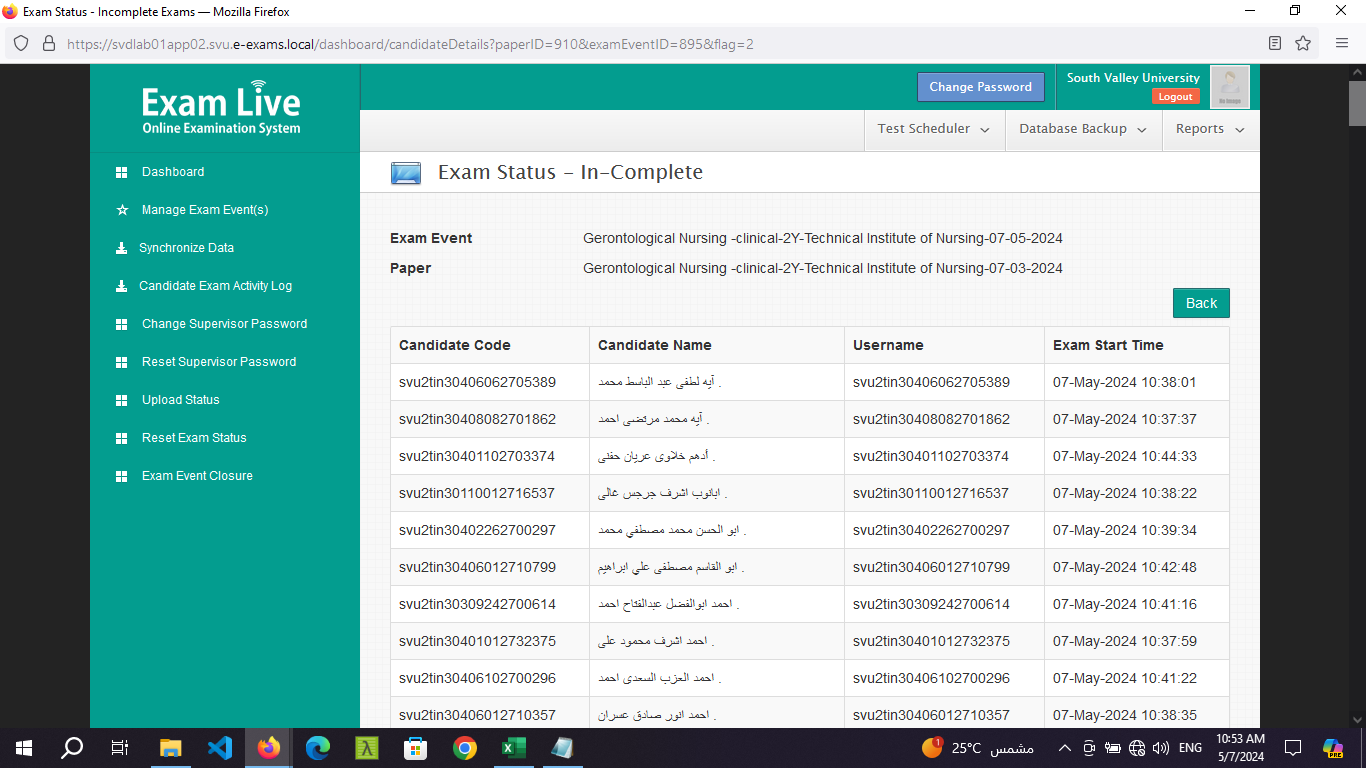 Exam Status - Incomplete Exams — Mozilla Firefox
https://svdlab01app02.svu.e-exams.local/dashboard/candidateDetails?paperID=910&examEventID=895&flag=2
Exam Live
Online Examination System
Change Password
South Valley University
Logout
No Image
Test Scheduler
Database Backup
Reports
Dashboard
Manage Exam Event(s)
Synchronize Data
Candidate Exam Activity Log
Change Supervisor Password
Reset Supervisor Password
Upload Status
Reset Exam Status
Exam Event Closure
Exam Status - In-Complete
Exam Event Gerontological Nursing -clinical-2Y-Technical Institute of Nursing-07-05-2024
Paper Gerontological Nursing -clinical-2Y-Technical Institute of Nursing-07-03-2024
Back
Candidate Code Candidate Name Username Exam Start Time
svu2tin30406062705389 آيه لطفى عبد الباسط محمد . svu2tin30406062705389 07-May-2024 10:38:01
svu2tin30408082701862 آيه محمد مرتضى احمد . svu2tin30408082701862 07-May-2024 10:37:37
svu2tin30401102703374 أدهم خلاوى عريان حفنى . svu2tin30401102703374 07-May-2024 10:44:33
svu2tin30110012716537 ابانوب اشرف جرجس غالى . svu2tin30110012716537 07-May-2024 10:38:22
svu2tin30402262700297 ابو الحسن محمد مصطفي محمد . svu2tin30402262700297 07-May-2024 10:39:34
svu2tin30406012710799 ابو القاسم مصطفى علي ابراهيم . svu2tin30406012710799 07-May-2024 10:42:48
svu2tin30309242700614 احمد ابوالفضل عبدالفتاح احمد . svu2tin30309242700614 07-May-2024 10:41:16
svu2tin30401012732375 احمد اشرف محمود على . svu2tin30401012732375 07-May-2024 10:37:59
svu2tin30406102700296 احمد العزب السعدى احمد . svu2tin30406102700296 07-May-2024 10:41:22
svu2tin30406012710357 احمد انور صادق عسران . svu2tin30406012710357 07-May-2024 10:38:35
1
25°C مشمس
ENG
10:53 AM
5/7/2024
PRE